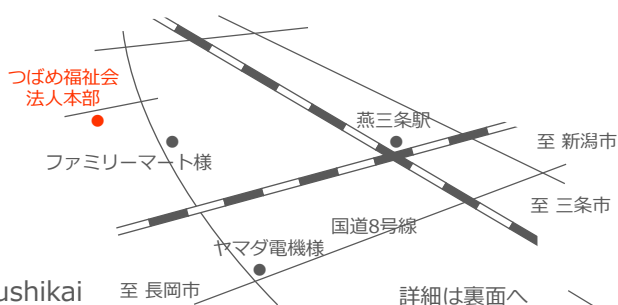 つばめ福祉会
法人本部
燕三条駅
至 新潟市
ファミリーマート様
至 三条市
国道8号線
ヤマダ電機様
ushikai
至 長岡市
詳細は裏面へ